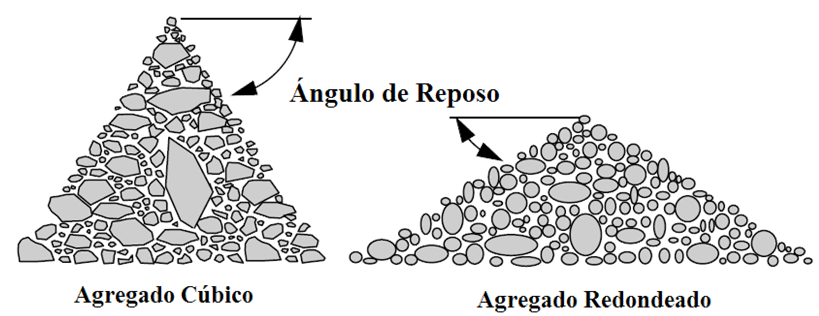 Ángulo de Reposo
Agregado Cúbico
Agregado Redondeado